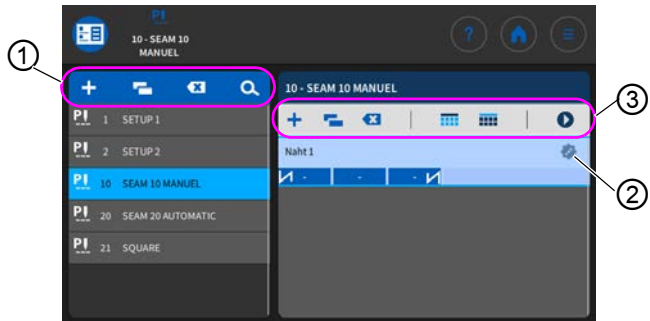 P!
10 - SEAM 10
MANUEL
?
1
10 - SEAM 10 MANUEL
3
P! 1 SETUP 1
P! 2 SETUP 2
Naht 1
P! 10 SEAM 10 MANUEL
- - -
2
P! 20 SEAM 20 AUTOMATIC
P! 21 SQUARE